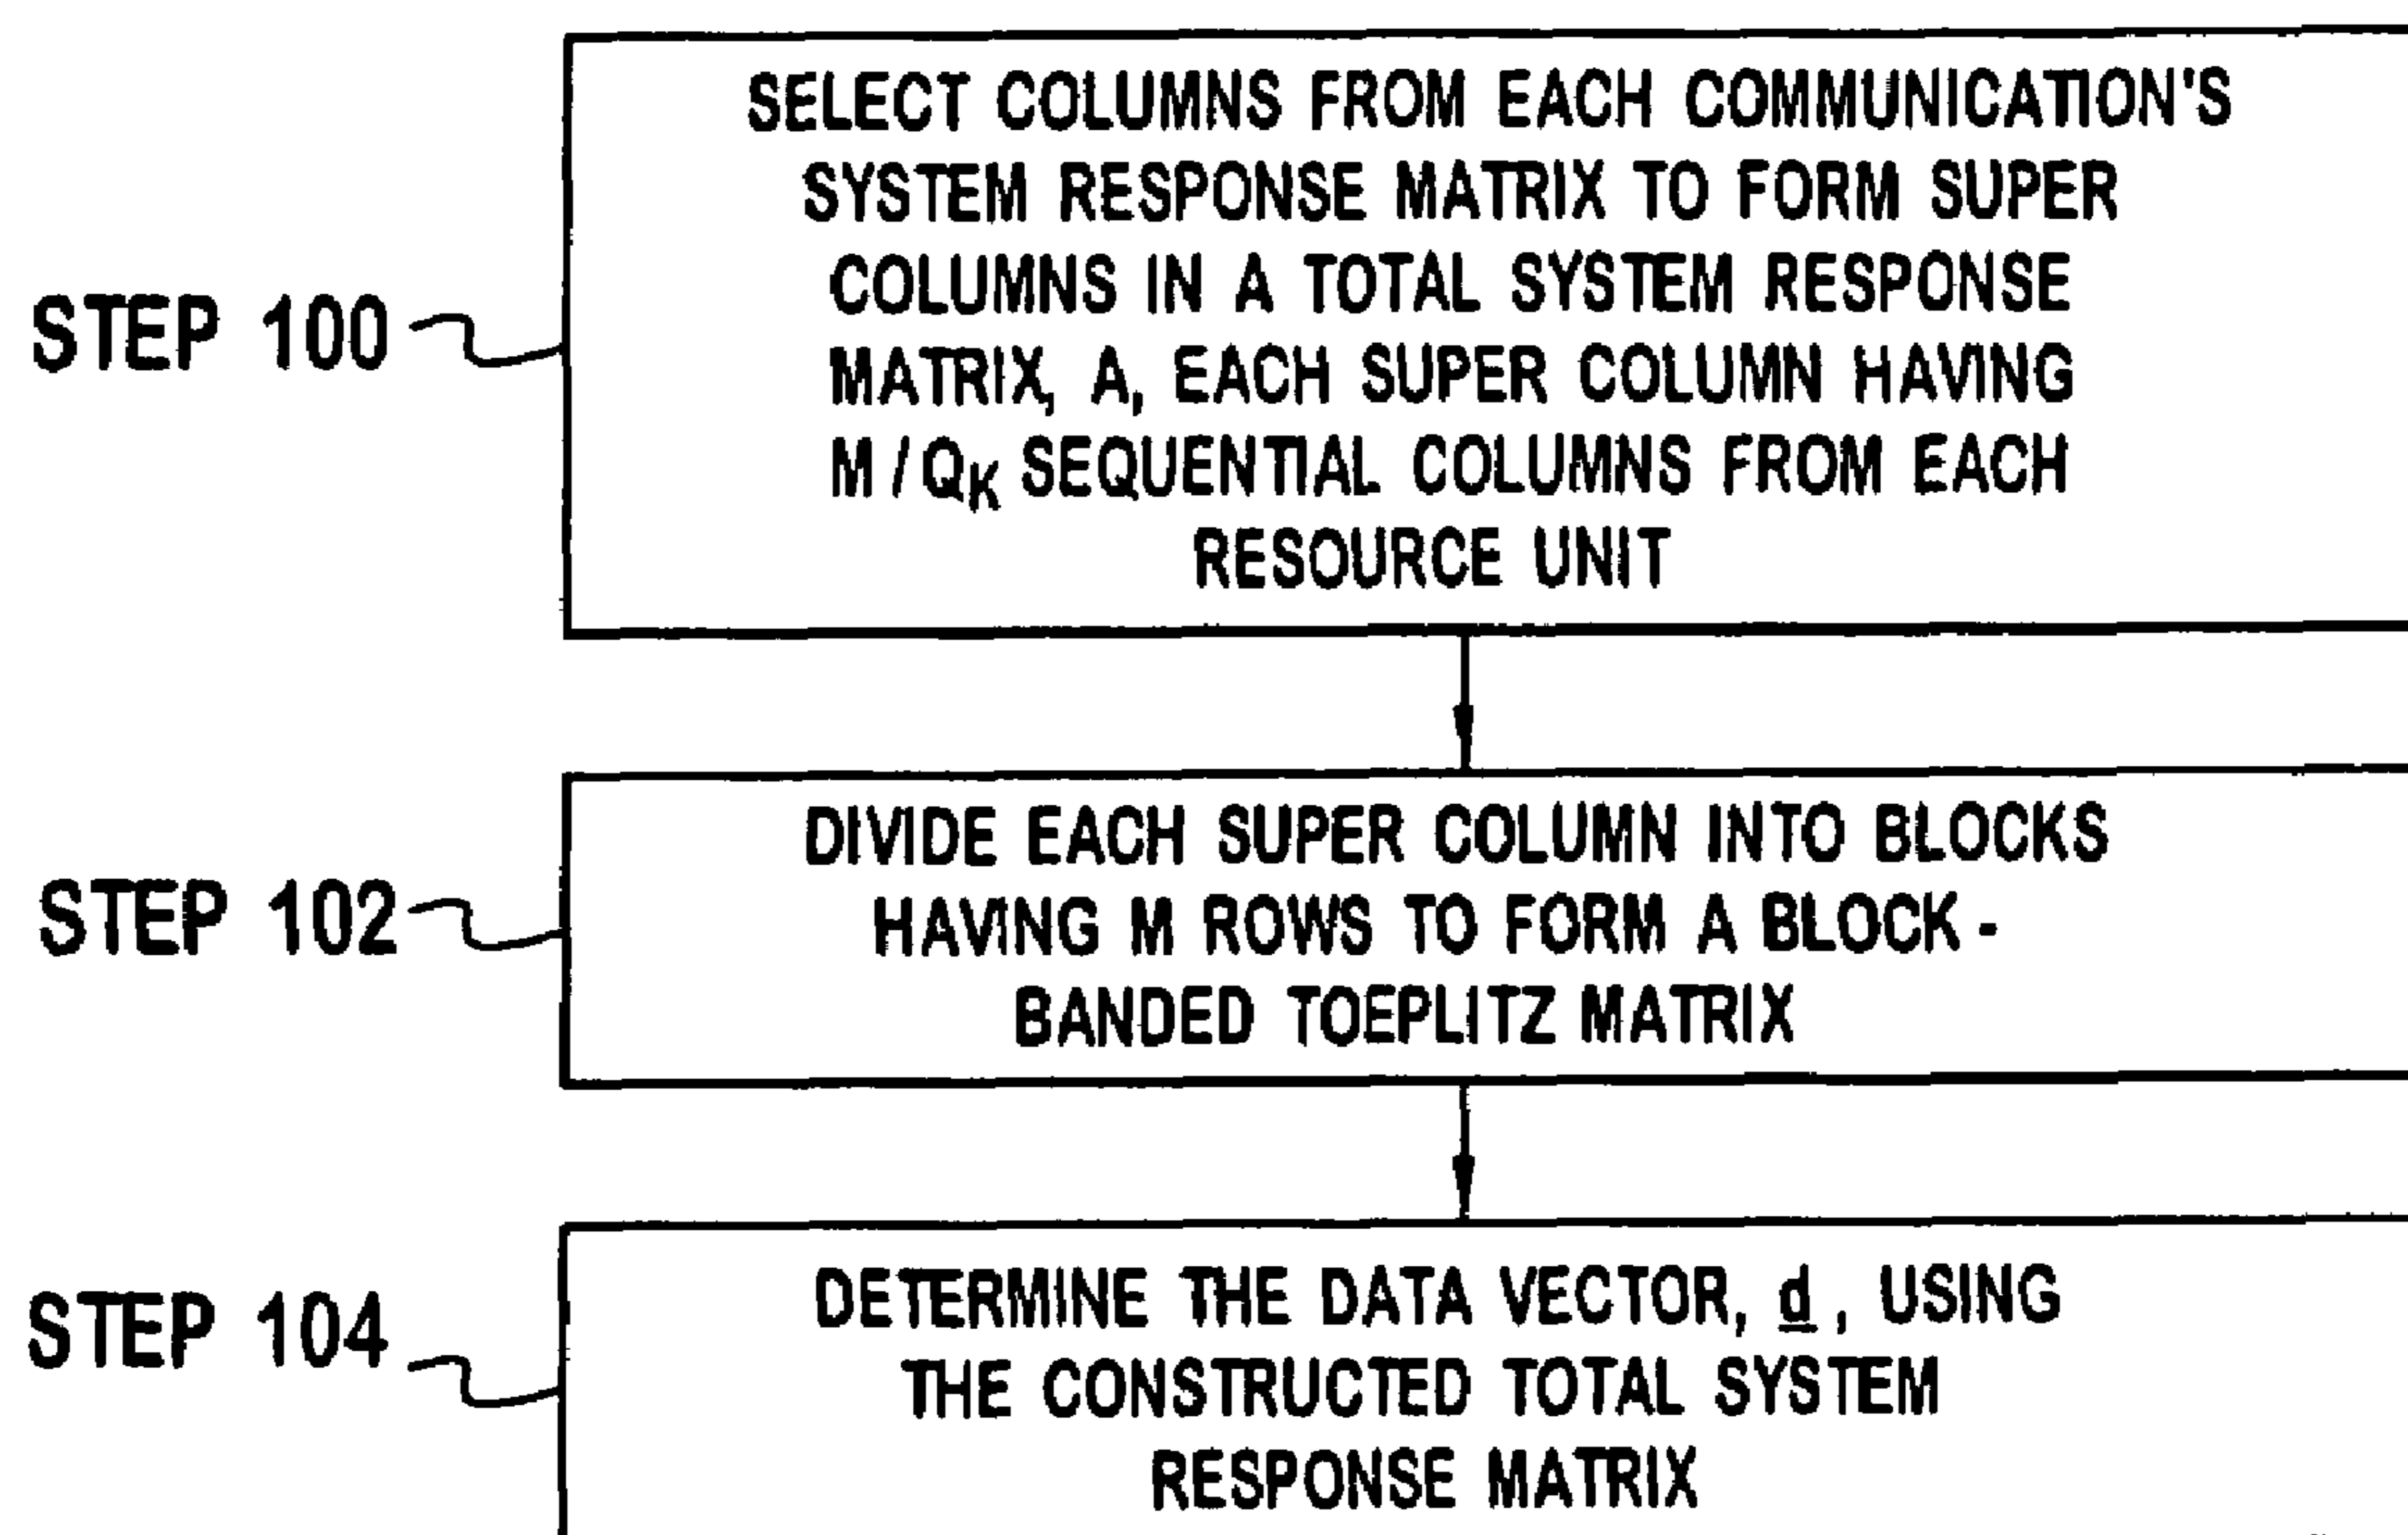 SELECT COLUMNS FROM EACH COMMUNICATION'S
SYSTEM RESPONSE MATRIX TO FORM SUPER
COLUMNS IN A TOTAL SYSTEM RESPONSE
STEP 100
MATRIX, A, EACH SUPER COLUMN HAVING
M/QK SEQUENTIAL COLUMNS FROM EACH
RESOURCE UNIT
DIVIDE EACH SUPER COLUMN INTO BLOCKS
STEP 102
HAVING M ROWS TO FORM A BLOCK-
BANDED TOEPLITZ MATRIX
DETERMINE THE DATA VECTOR, d, USING
STEP 104
THE CONSTRUCTED TOTAL SYSTEM
RESPONSE MATRIX